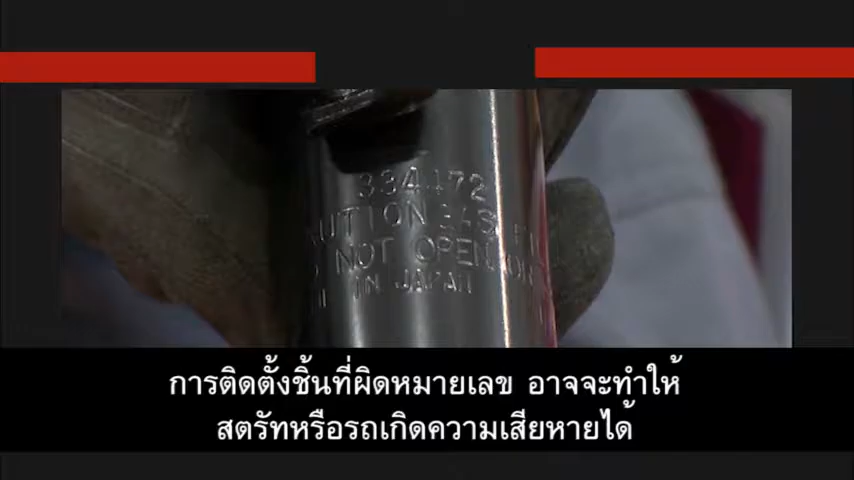 334172
CAUTION GAS
NOT OPEN
IN JAPAN
การติดตั้งชิ้นที่ผิดหมายเลข อาจจะทำให้
สตรัทหรือรถเกิดความเสียหายได้